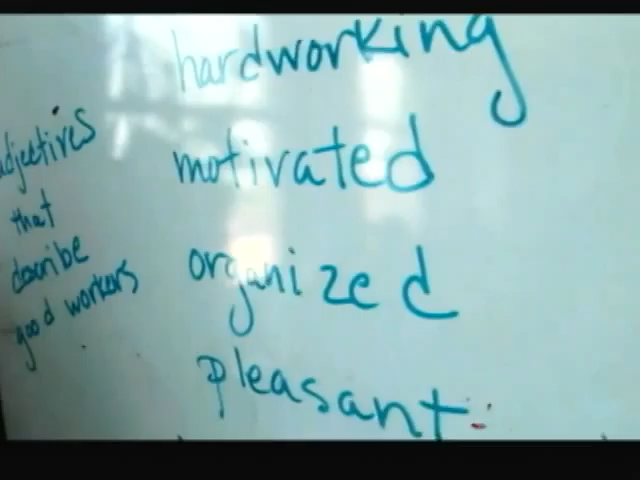 hardworking
motivated
organized
pleasant
adjectives
that
describe
good workers